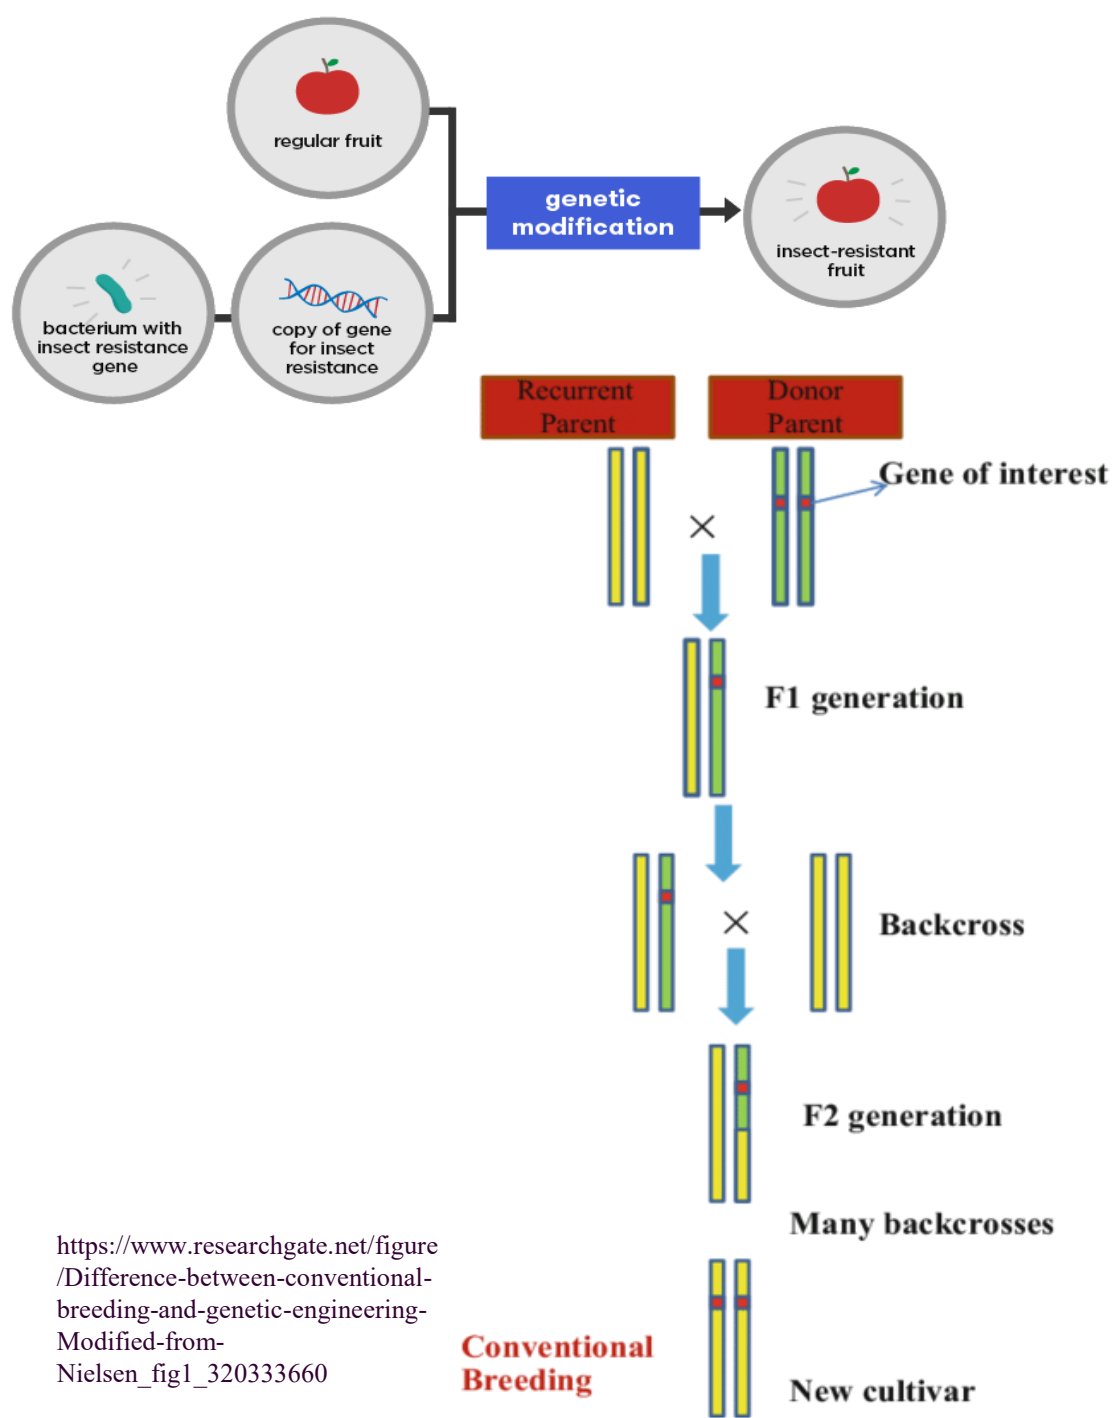 regular fruit
genetic
modification
insect-resistant
fruit
bacterium with
insect resistance
gene
copy of gene
for insect
resistance
Recurrent
Parent
Donor
Parent
Gene of interest
×
F1 generation
×
Backcross
F2 generation
Many backcrosses
https://www.researchgate.net/figure
/Difference-between-conventional-
breeding-and-genetic-engineering-
Modified-from-
Nielsen_fig1_320333660
Conventional
Breeding
New cultivar